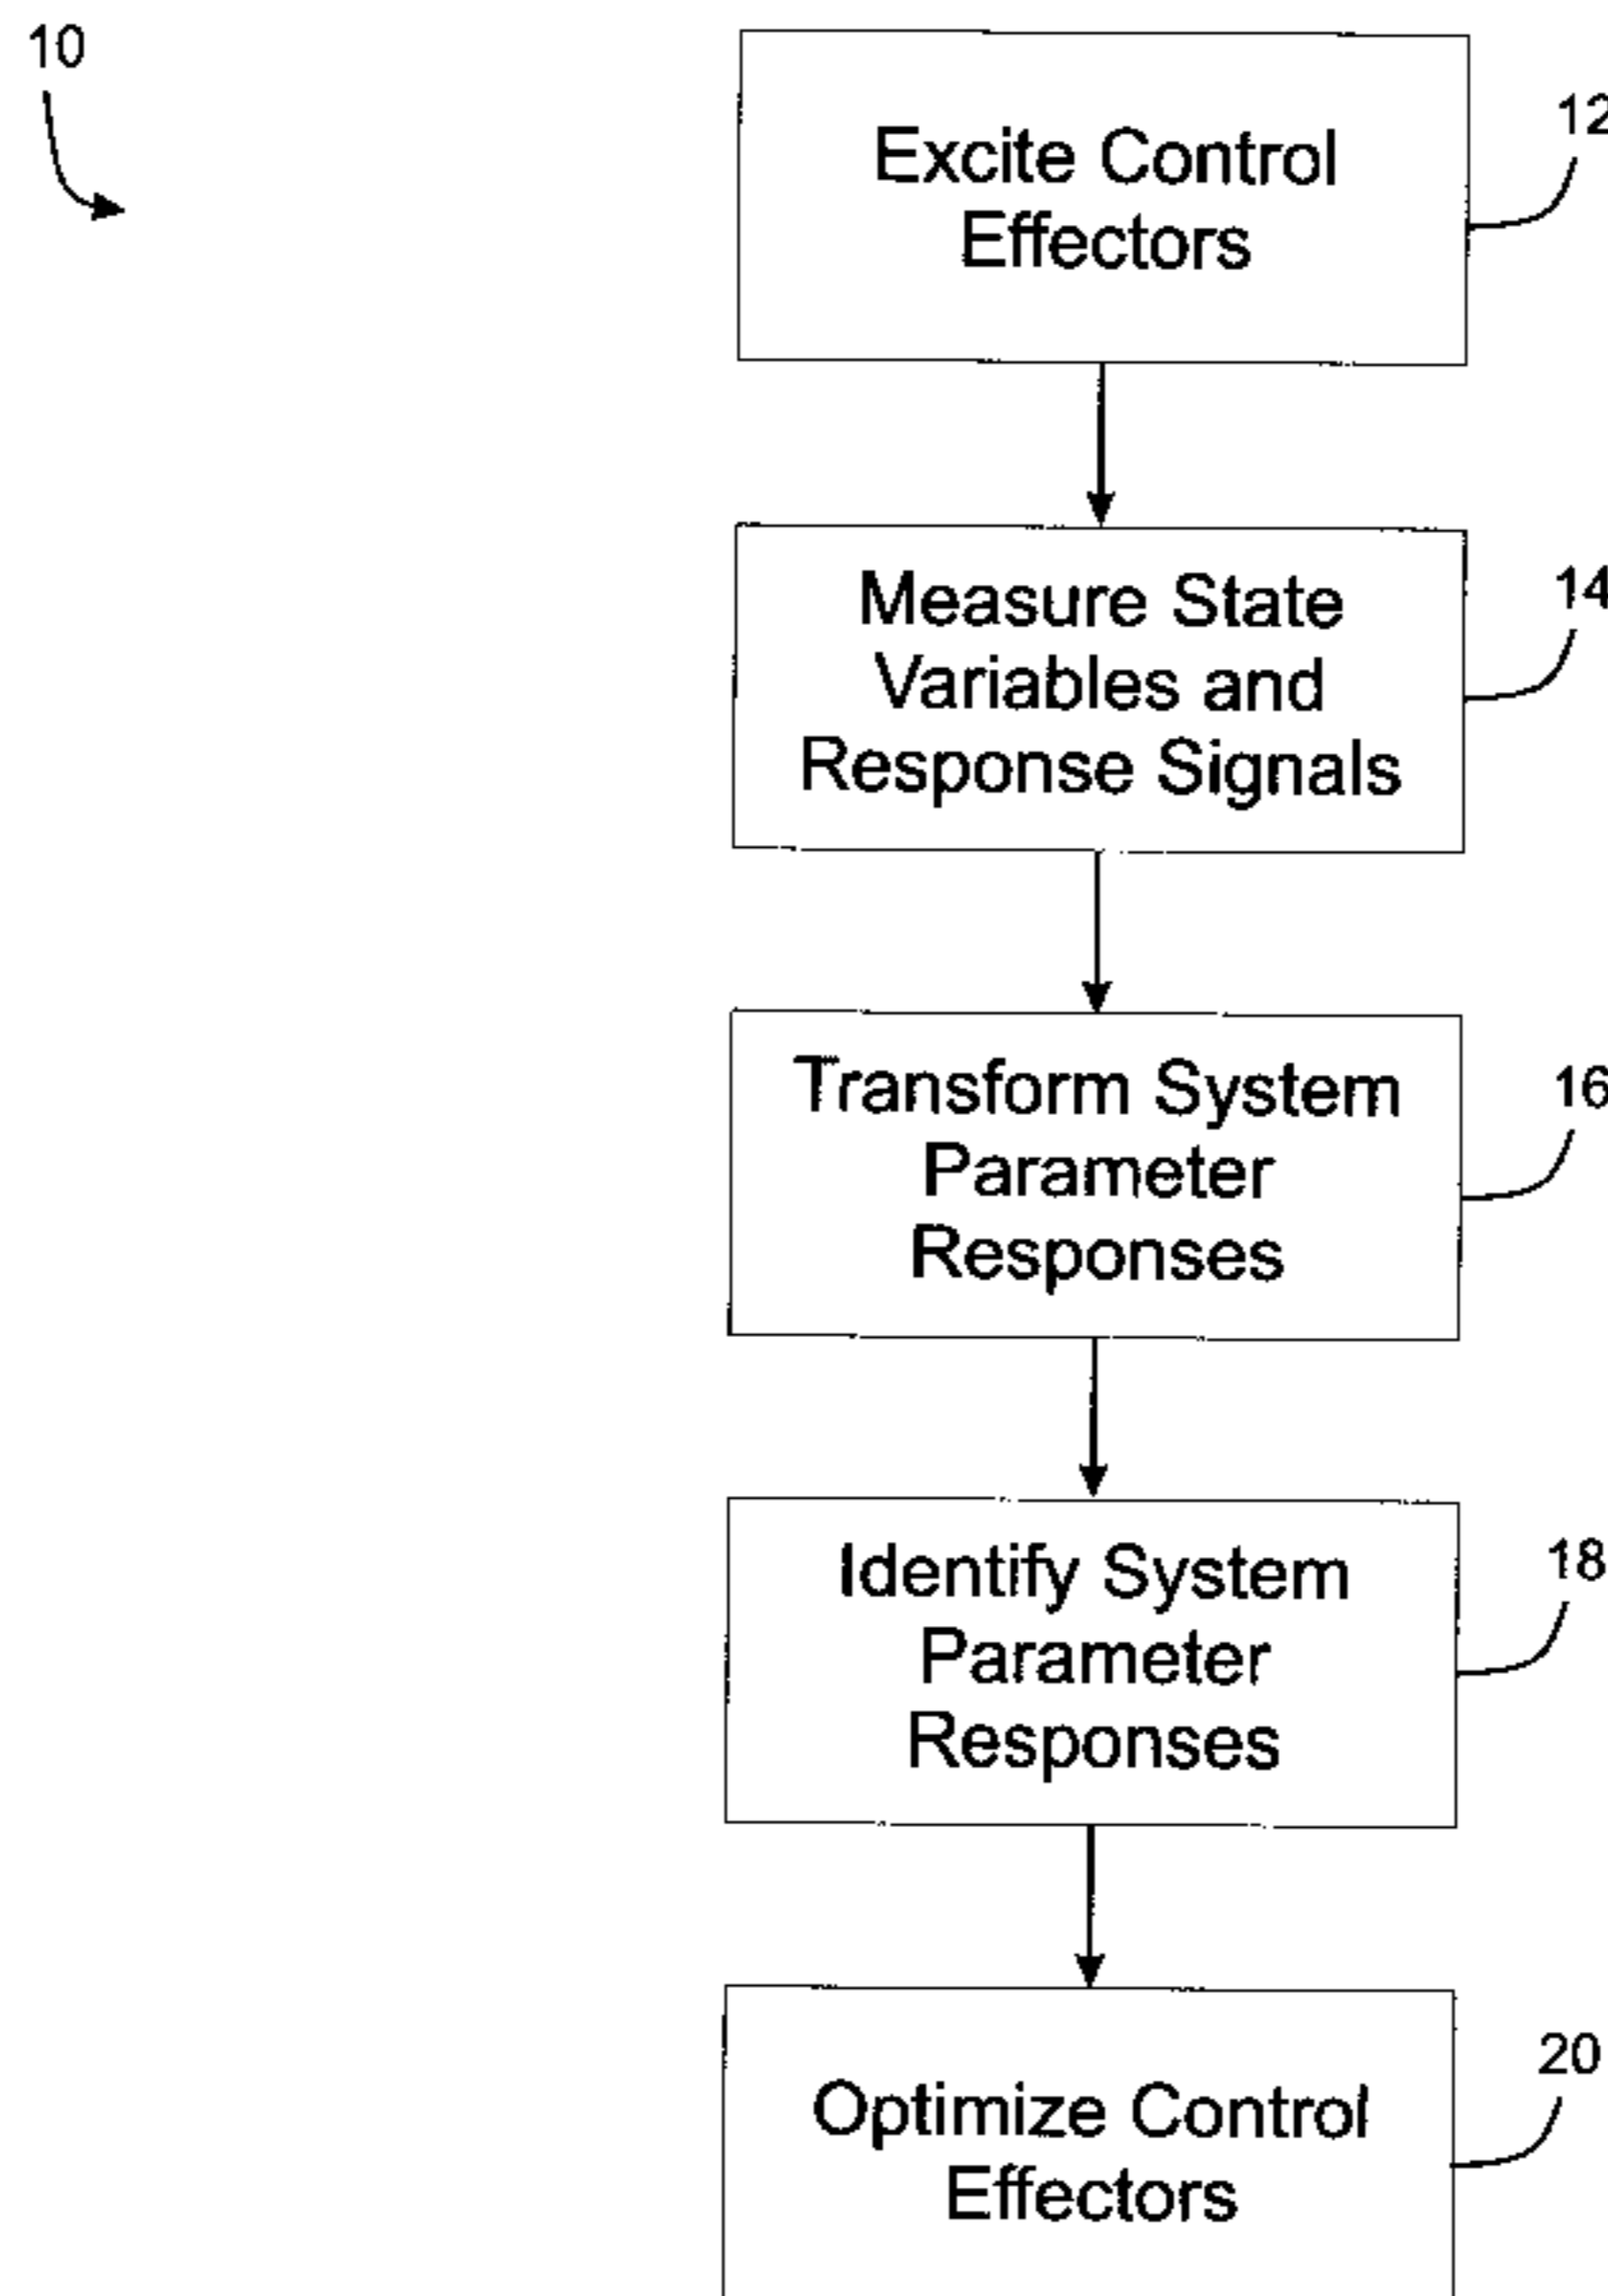 10
Excite Control
Effectors
12
Measure State
Variables and
Response Signals
14
Transform System
Parameter
Responses
16
Identify System
Parameter
Responses
18
Optimize Control
Effectors
20